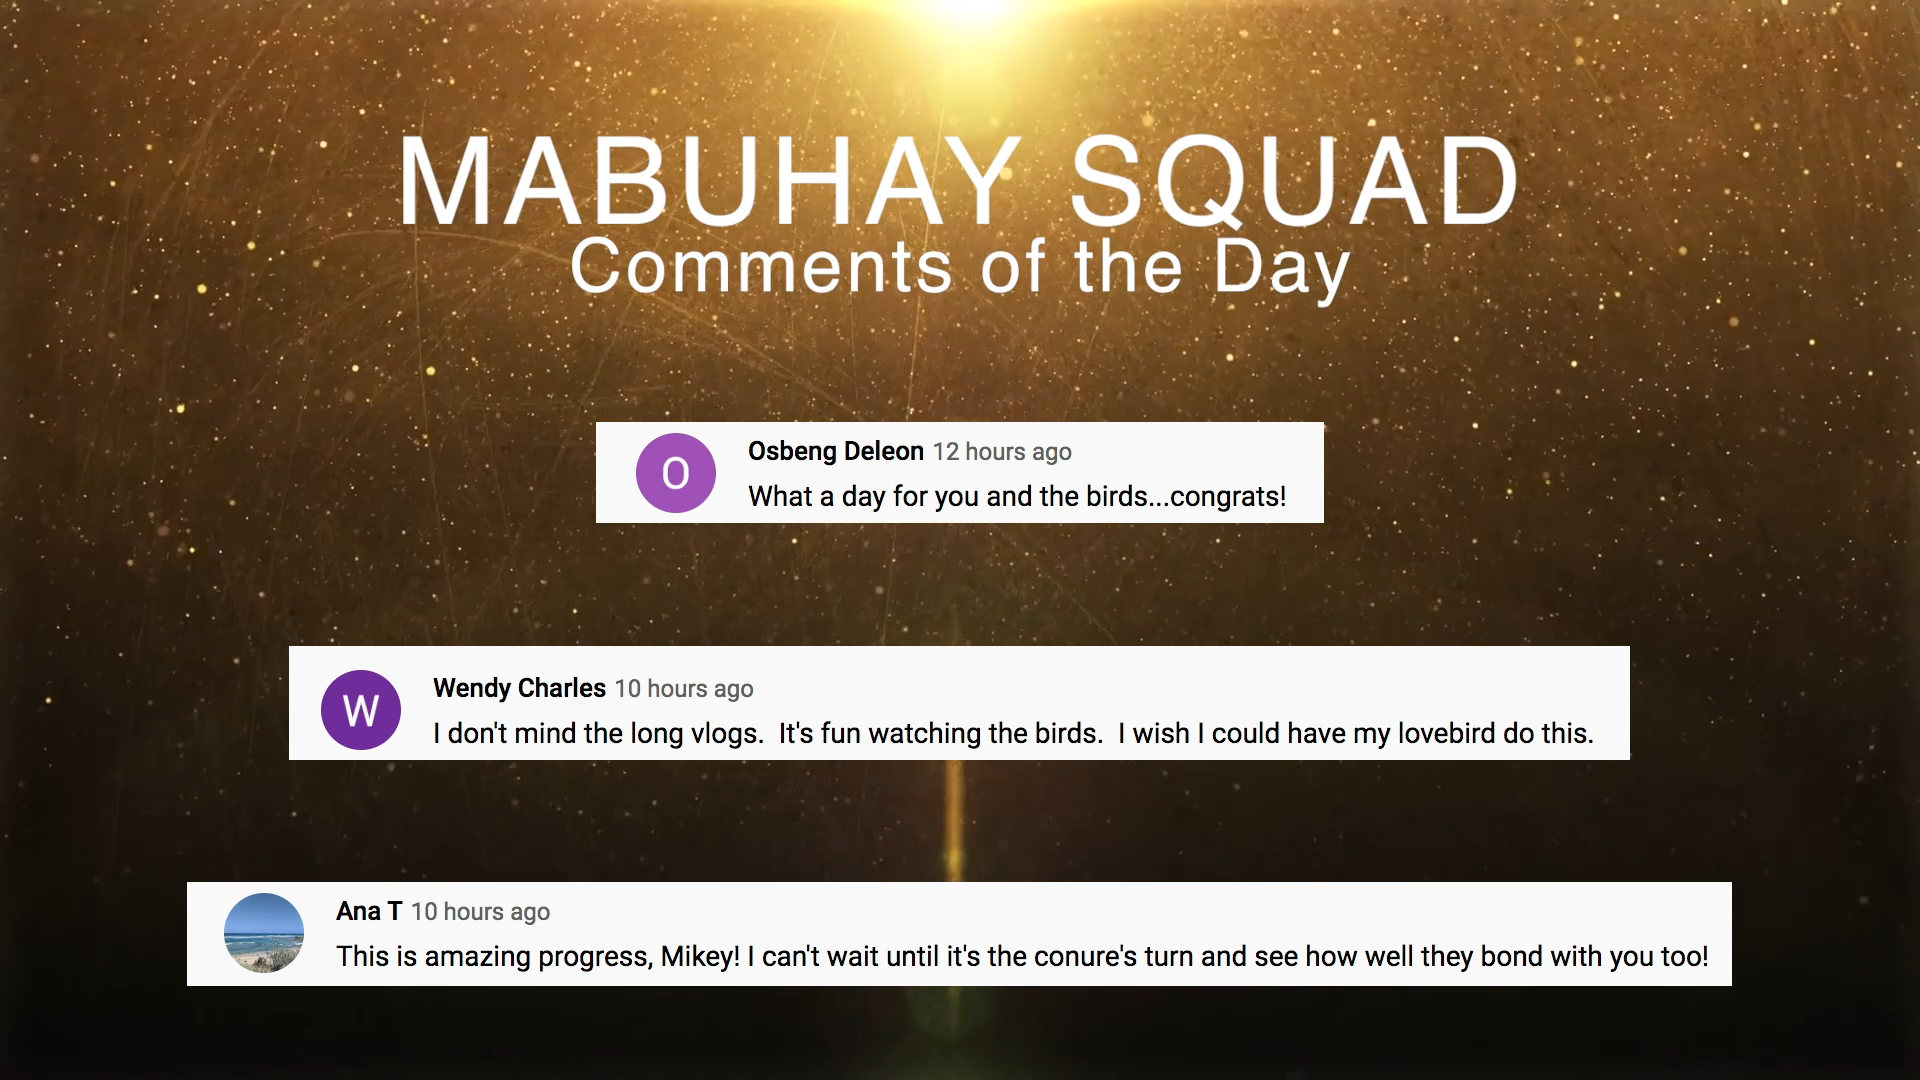 MABUHAY SQUAD
Comments of the Day
O
Osbeng Deleon 12 hours ago
What a day for you and the birds...congrats!
W
Wendy Charles 10 hours ago
I don't mind the long vlogs.  It's fun watching the birds.  I wish I could have my lovebird do this.
Ana T 10 hours ago
This is amazing progress, Mikey! I can't wait until it's the conure's turn and see how well they bond with you too!